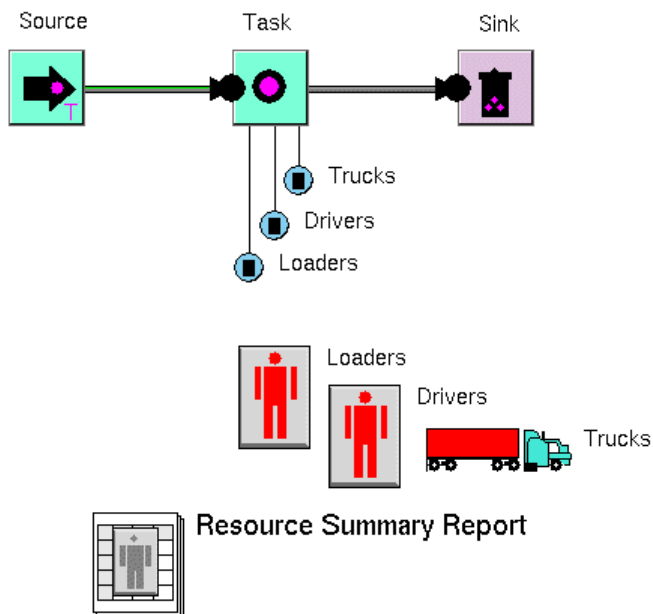 Source
Task
Sink
T
Trucks
Drivers
Loaders
Loaders
Drivers
Trucks
Resource Summary Report